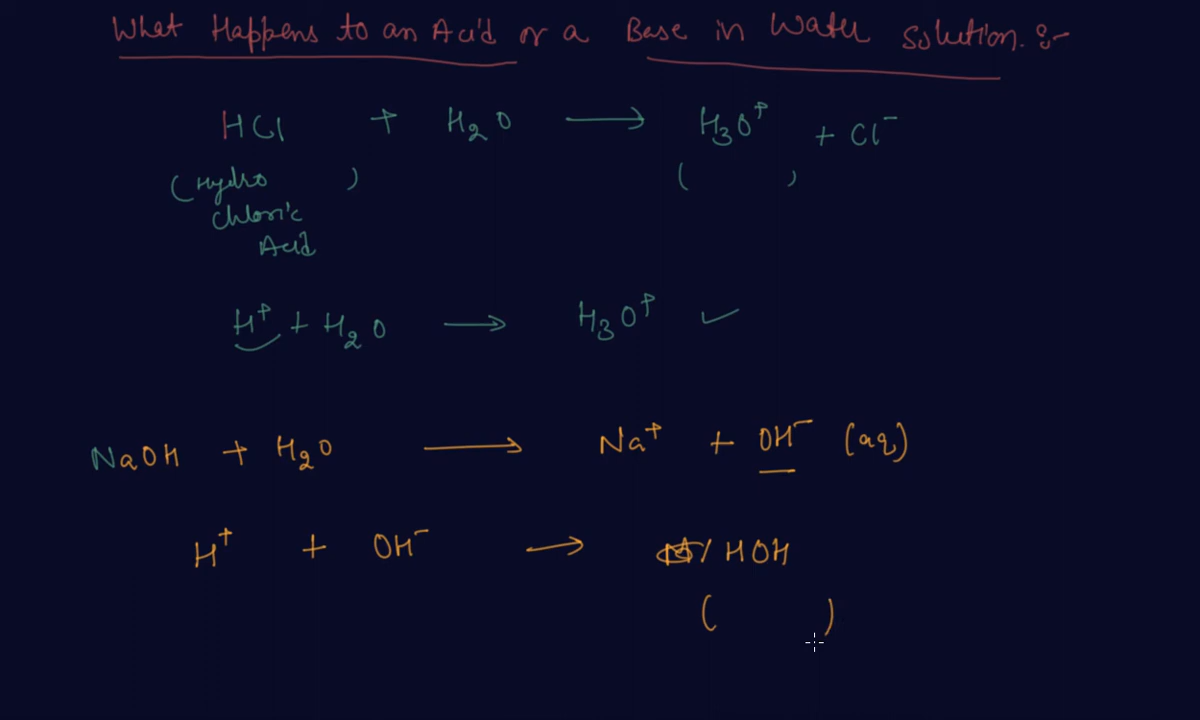 What Happens to an Acid or a Base in Water Solution. :-
HCl + H₂O ⟶ H₃O⁺ + Cl⁻
(Hydro ) ( )
Chloric
Acid
H⁺ + H₂O ⟶ H₃O⁺ ✓
NaOH + H₂O ⟶ Na⁺ + OH⁻ (aq)
H⁺ + OH⁻ ⟶ / HOH
( )